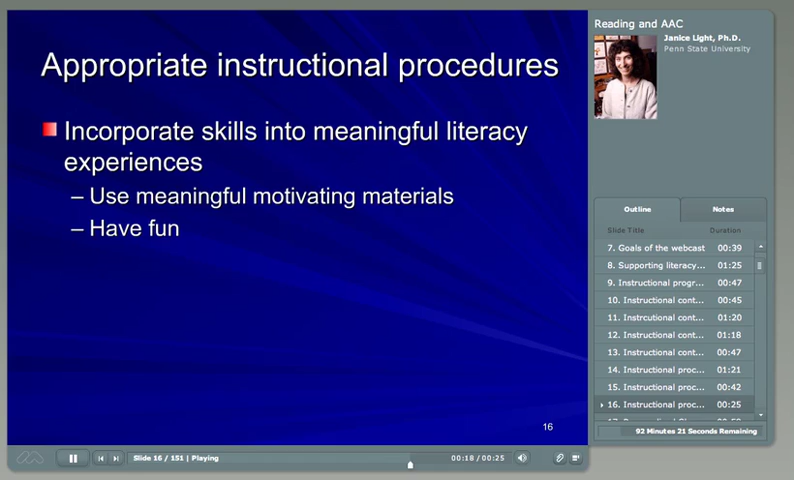 Appropriate instructional procedures
Incorporate skills into meaningful literacy
experiences
– Use meaningful motivating materials
– Have fun
16
Reading and AAC
Janice Light, Ph.D.
Penn State University
Outline
Notes
Slide Title Duration
7. Goals of the webcast 00:39
8. Supporting literacy... 01:25
9. Instructional progr... 00:47
10. Instructional cont... 00:45
11. Instrcutional cont... 01:20
12. Instructional cont... 01:18
13. Instructional cont... 00:47
14. Instructional proc... 01:21
15. Instructional proc... 00:42
16. Instructional proc... 00:25
92 Minutes 21 Seconds Remaining
Slide 16 / 151 | Playing
00:18 / 00:25